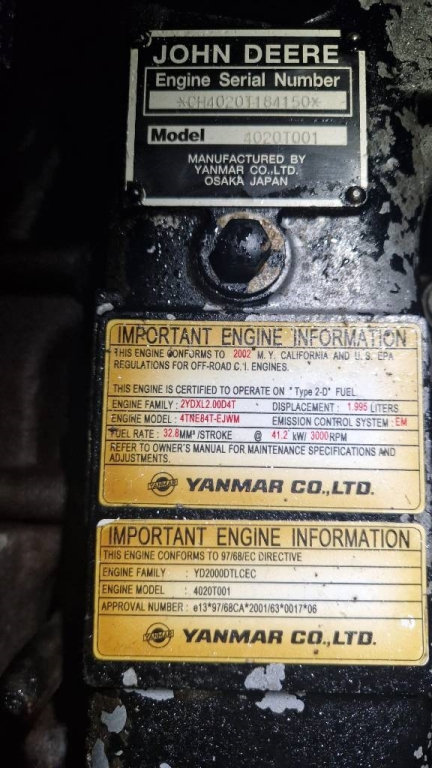 JOHN DEERE
Engine Serial Number
*CH4020T184150*
Model 4020T001
MANUFACTURED BY
YANMAR CO.,LTD.
OSAKA JAPAN
IMPORTANT ENGINE INFORMATION
THIS ENGINE CONFORMS TO 2002 M.Y. CALIFORNIA AND U.S. EPA
REGULATIONS FOR OFF-ROAD C.I. ENGINES.
THIS ENGINE IS CERTIFIED TO OPERATE ON "Type 2-D" FUEL.
ENGINE FAMILY : 2YDXL2.00D4T DISPLACEMENT : 1.995 LITERS
ENGINE MODEL : 4TNE84T-EJWM EMISSION CONTROL SYSTEM : EM
FUEL RATE : 32.8MM³/STROKE @ 41.2 kW/ 3000RPM
REFER TO OWNER'S MANUAL FOR MAINTENANCE SPECIFICATIONS AND
ADJUSTMENTS.
YANMAR YANMAR CO.,LTD.
IMPORTANT ENGINE INFORMATION
THIS ENGINE CONFORMS TO 97/68/EC DIRECTIVE
ENGINE FAMILY : YD2000DTLCEC
ENGINE MODEL : 4020T001
APPROVAL NUMBER : e13*97/68CA*2001/63*0017*06
YANMAR YANMAR CO.,LTD.